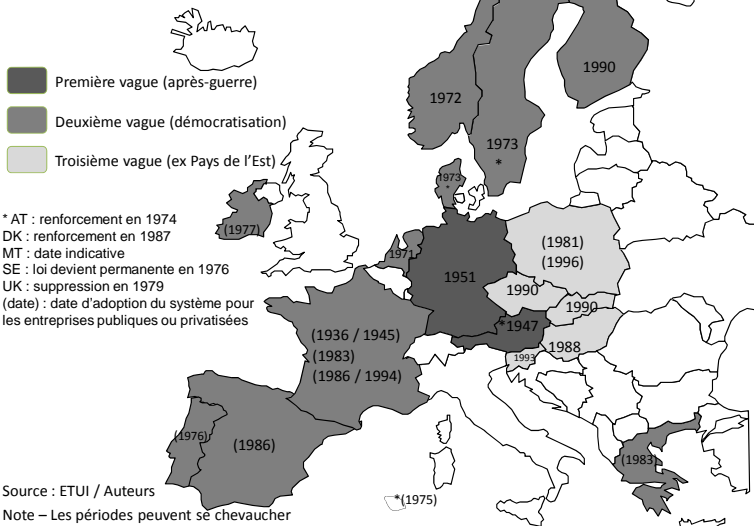 Première vague (après-guerre)
Deuxième vague (démocratisation)
Troisième vague (ex Pays de l'Est)
* AT : renforcement en 1974
DK : renforcement en 1987
MT : date indicative
SE : loi devient permanente en 1976
UK : suppression en 1979
(date) : date d'adoption du système pour
les entreprises publiques ou privatisées
1990
1972
1973
*
1973
*
(1977)
1971
1951
(1981)
(1996)
1990
1990
*1947
1988
1993
(1936 / 1945)
(1983)
(1986 / 1994)
(1976)
(1986)
(1983)
*(1975)
Source : ETUI / Auteurs
Note – Les périodes peuvent se chevaucher